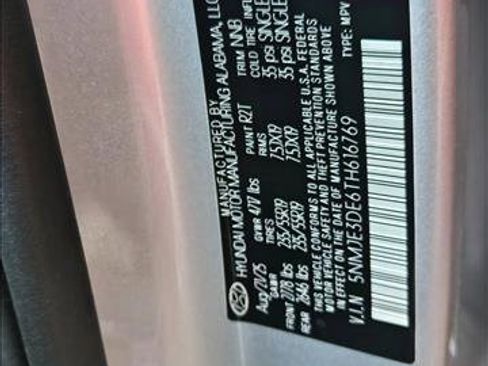 MANUFACTURED BY
HYUNDAI MOTOR MANUFACTURING ALABAMA, LLC
Aug/21/25 PAINT R2T TRIM NNB
GVWR 4717 lbs
GAWR TIRES RIMS COLD TIRE INFL
FRONT 2778 lbs 235/55R19 7.5JX19 35 psi SINGLE
REAR 2646 lbs 235/55R19 7.5JX19 35 psi SINGLE
THIS VEHICLE CONFORMS TO ALL APPLICABLE U.S.A. FEDERAL
MOTOR VEHICLE SAFETY AND THEFT PREVENTION STANDARDS IN
EFFECT ON THE DATE OF MANUFACTURE SHOWN ABOVE
V.I.N 5NMJE3DE6TH616769 TYPE: MPV